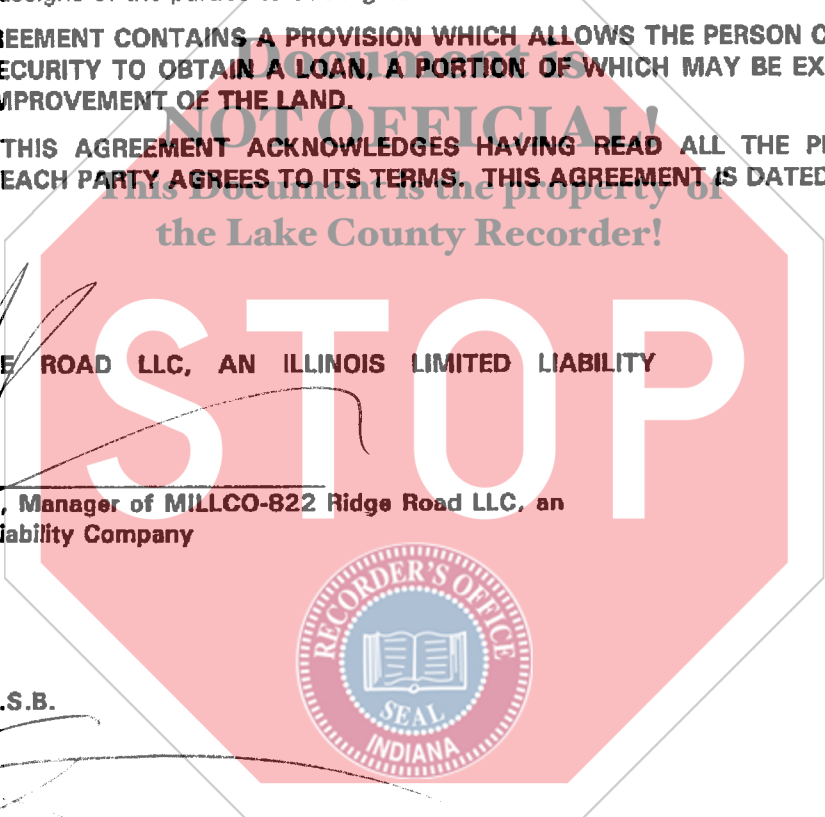 REEMENT CONTAINS A PROVISION WHICH ALLOWS THE PERSON
ECURITY TO OBTAIN A LOAN, A PORTION OF WHICH MAY BE EX
MPROVEMENT OF THE LAND.
Document is
NOT OFFICIAL!
THIS AGREEMENT ACKNOWLEDGES HAVING READ ALL THE
EACH PARTY AGREES TO ITS TERMS. THIS AGREEMENT IS DATED
This Document is the property of
the Lake County Recorder!
STOP
E ROAD LLC, AN ILLINOIS LIMITED LIABILITY
, Manager of MILLCO-822 Ridge Road LLC, an
iability Company
RECORDER'S OFFICE
SEAL
INDIANA
.S.B.